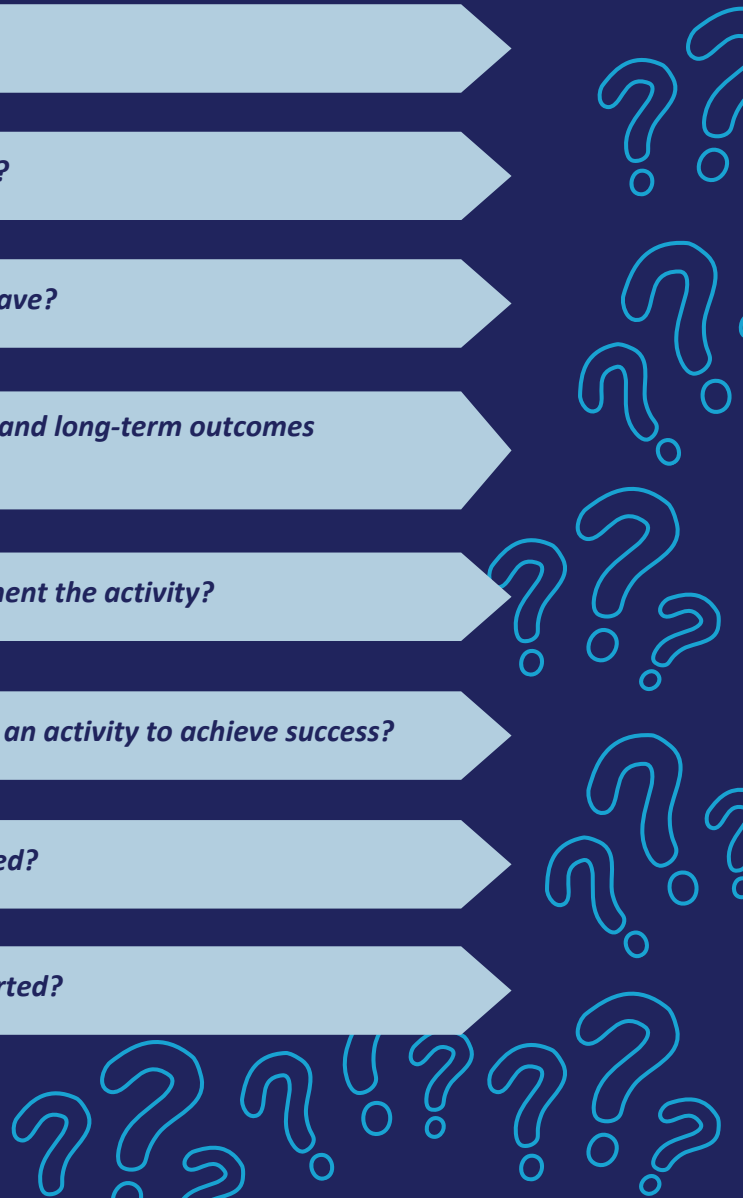 ?
ave?
and long-term outcomes
ent the activity?
an activity to achieve success?
ed?
rted?